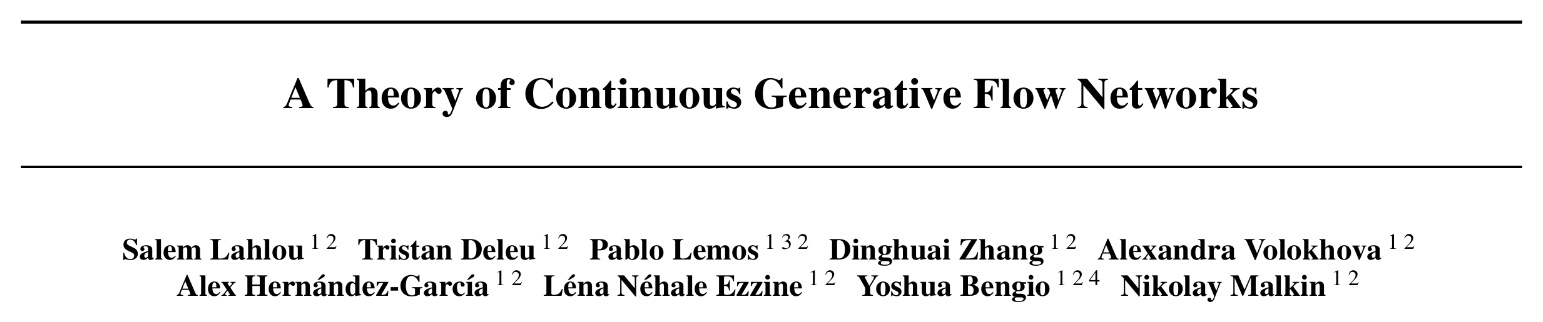 A Theory of Continuous Generative Flow Networks
Salem Lahlou 1 2 Tristan Deleu 1 2 Pablo Lemos 1 3 2 Dinghuai Zhang 1 2 Alexandra Volokhova 1 2
Alex Hernández-García 1 2 Léna Néhale Ezzine 1 2 Yoshua Bengio 1 2 4 Nikolay Malkin 1 2